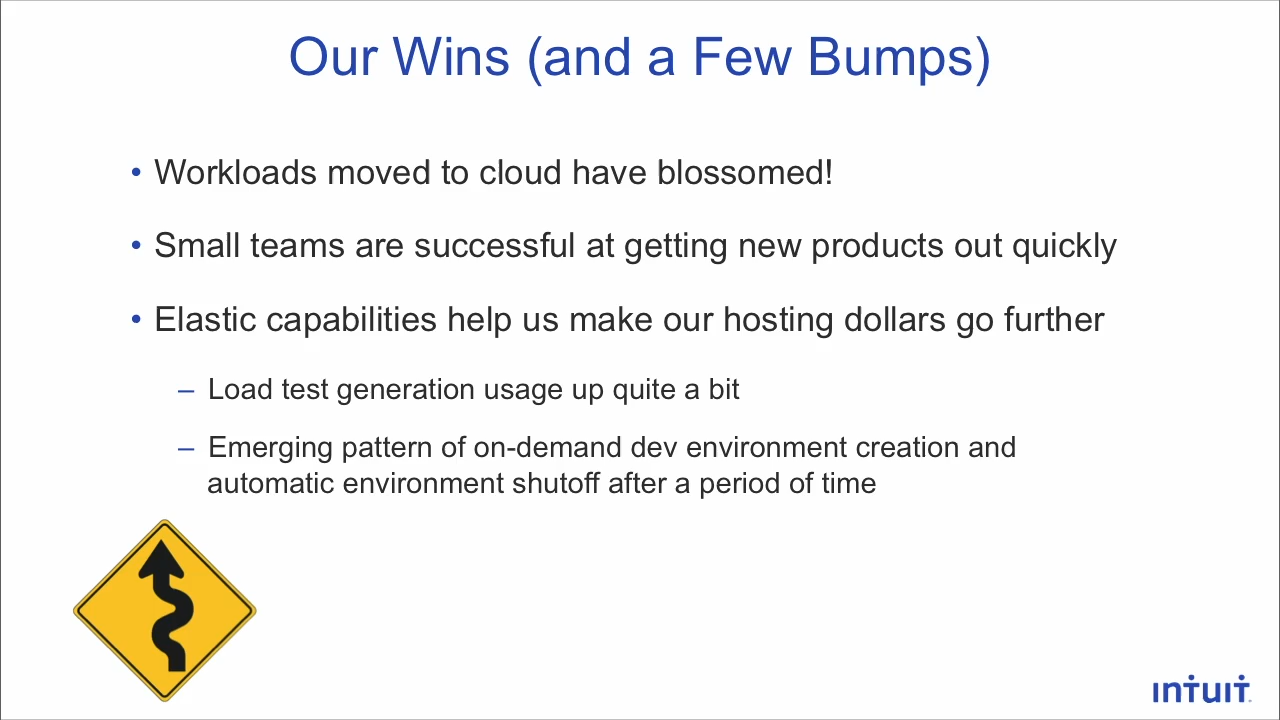 Our Wins (and a Few Bumps)
• Workloads moved to cloud have blossomed!
• Small teams are successful at getting new products out quickly
• Elastic capabilities help us make our hosting dollars go further
– Load test generation usage up quite a bit
– Emerging pattern of on-demand dev environment creation and
automatic environment shutoff after a period of time
INTUIT